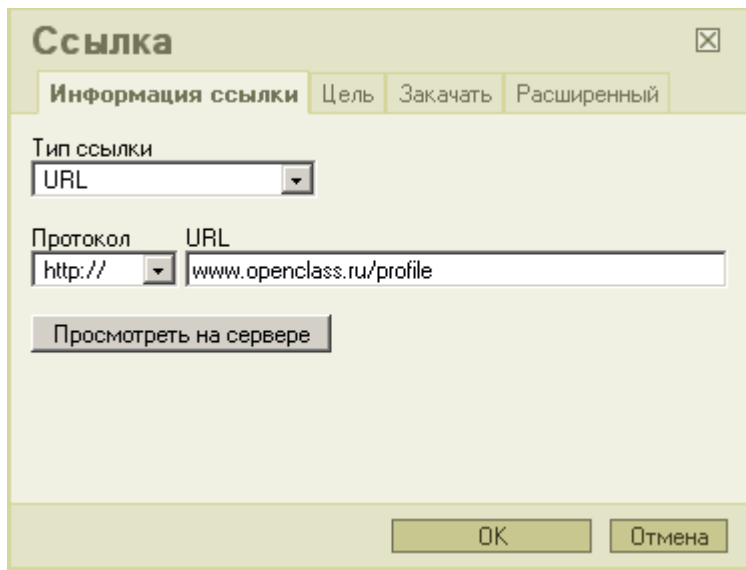 Ссылка
Информация ссылки Цель Закачать Расширенный
Тип ссылки
URL
Протокол URL
http:// www.openclass.ru/profile
Просмотреть на сервере
OK Отмена